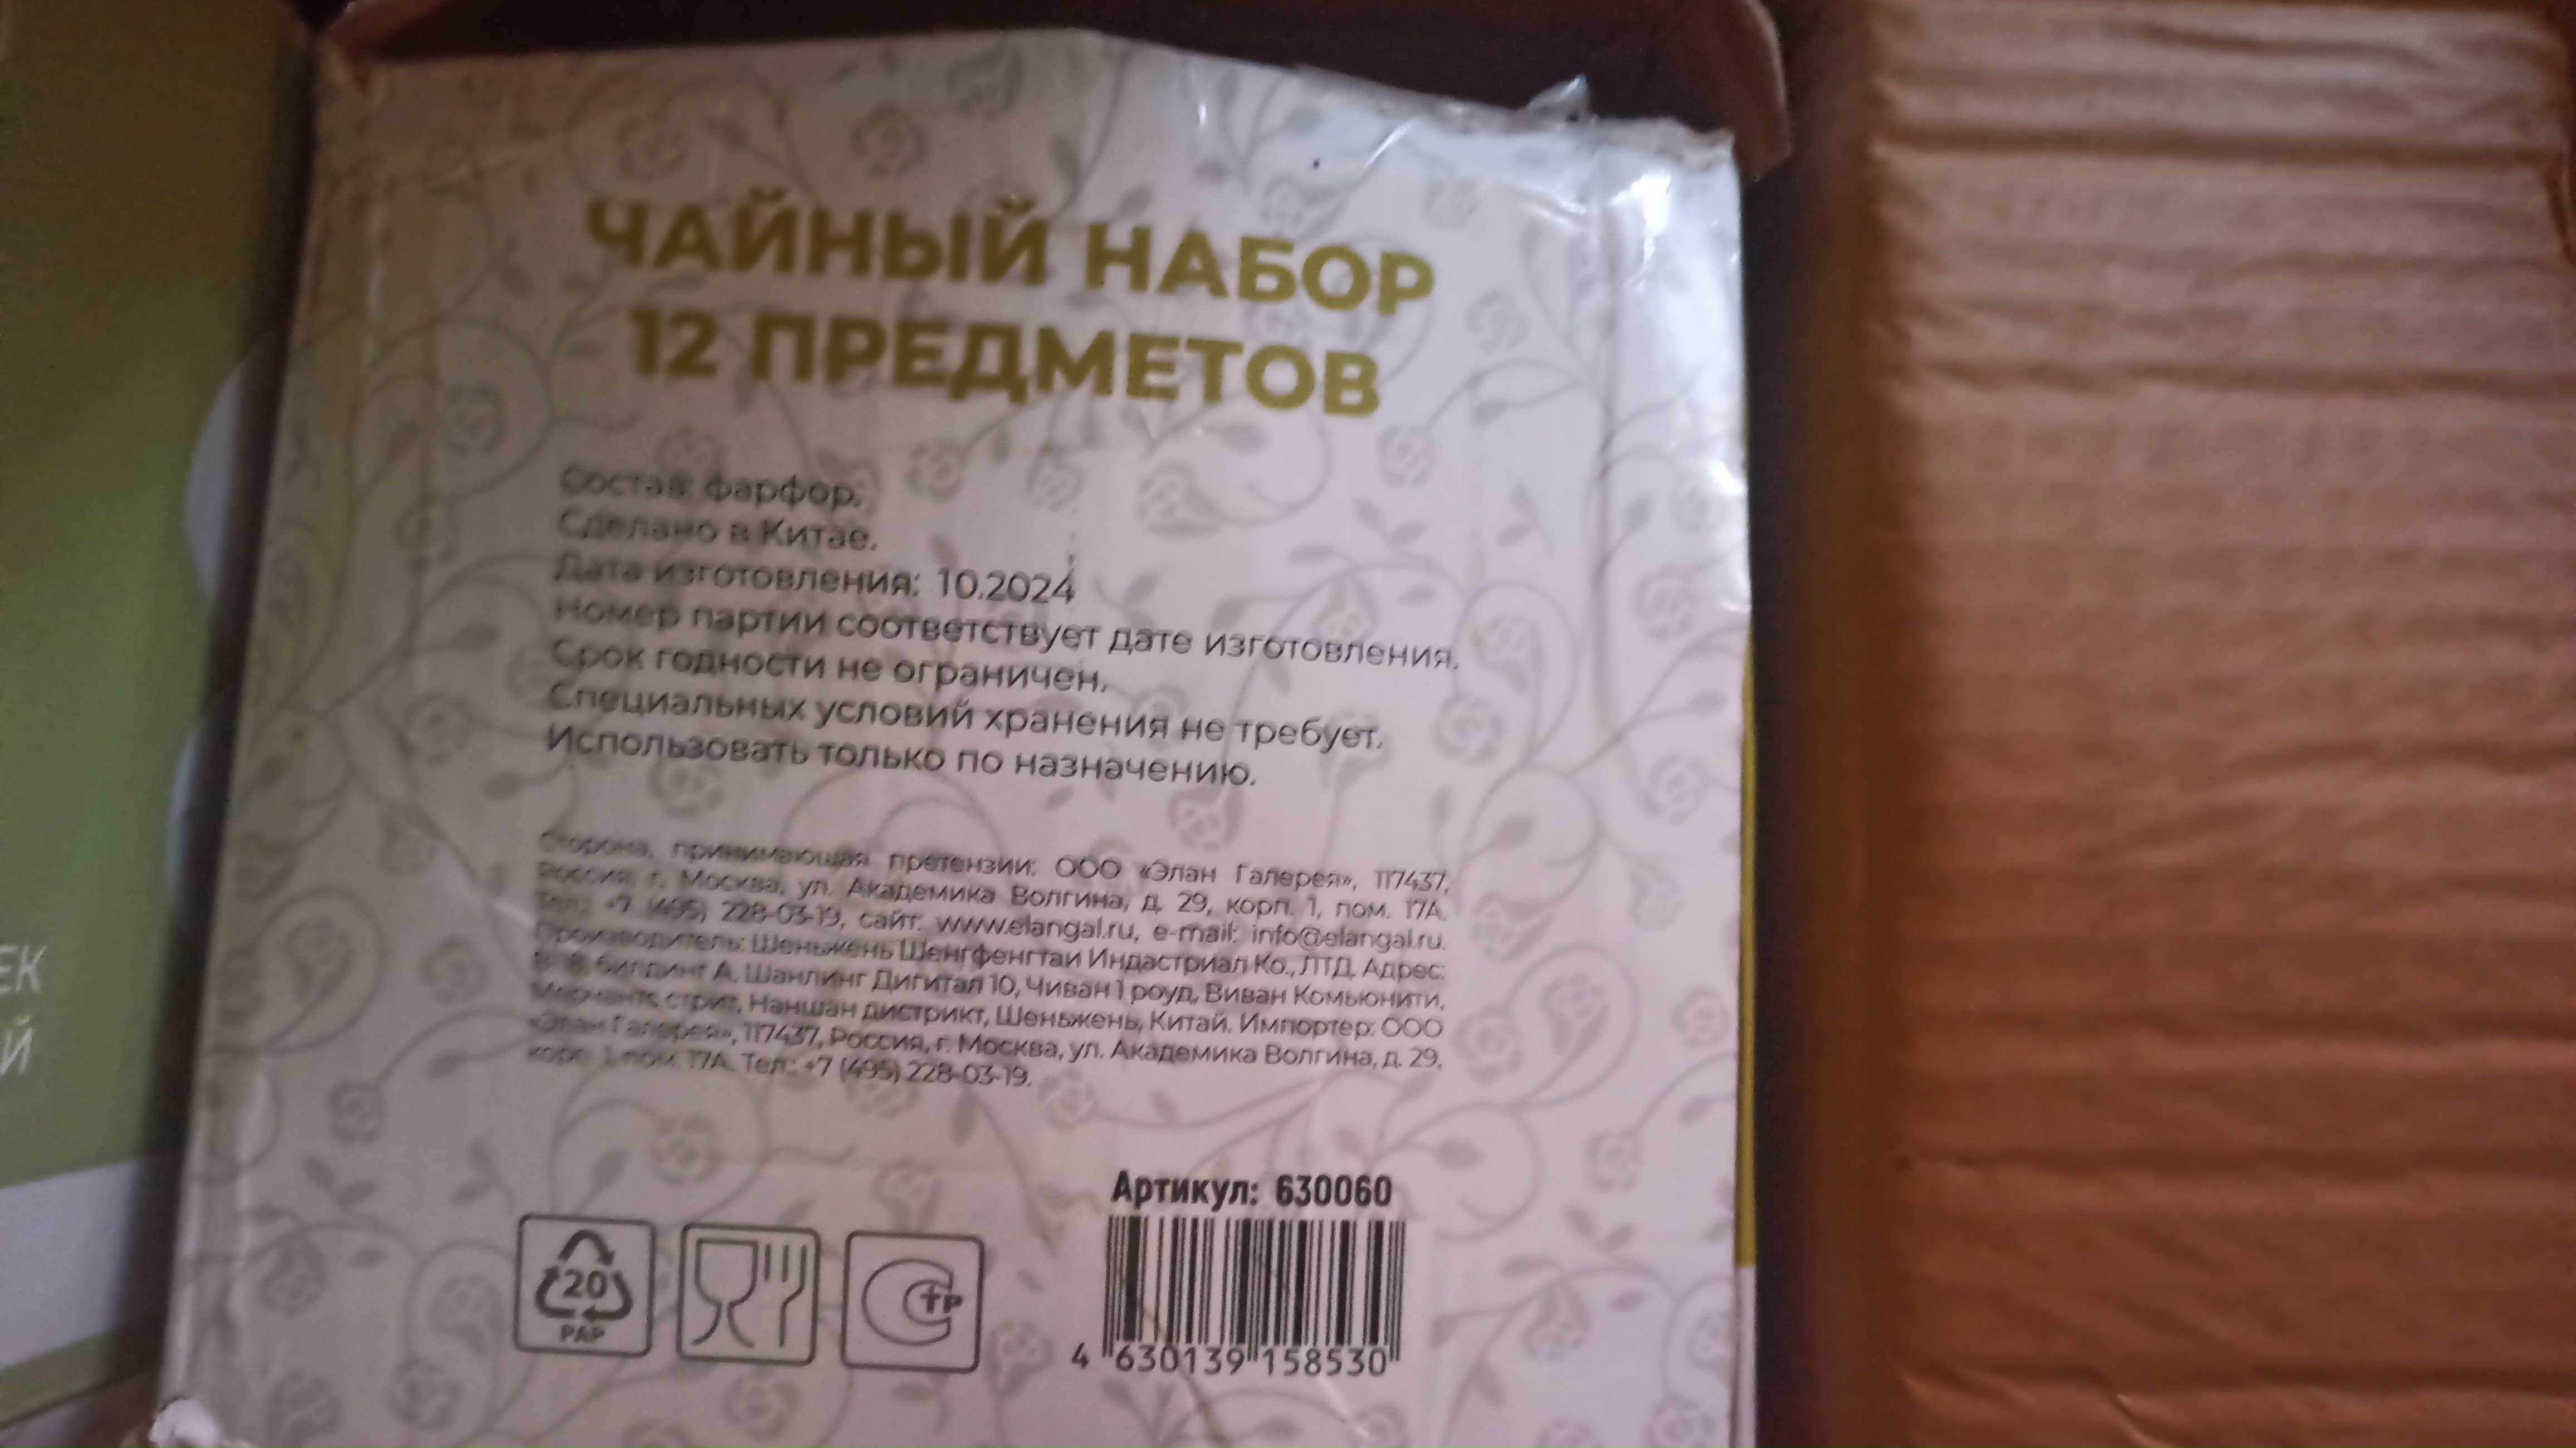 ЧАЙНЫЙ НАБОР
12 ПРЕДМЕТОВ
Состав: фарфор.
Сделано в Китае.
Дата изготовления: 10.2024
Номер партии соответствует дате изготовления.
Срок годности не ограничен.
Специальных условий хранения не требует.
Использовать только по назначению.
Сторона, принимающая претензии: ООО «Элан Галерея», 117437,
Россия, г. Москва, ул. Академика Волгина, д. 29, корп. 1, пом. 17А.
Тел.: +7 (495) 228-03-19, сайт: www.elangal.ru, e-mail: info@elangal.ru.
Производитель: Шеньжень Шенгфенгтаи Индастриал Ко., ЛТД. Адрес:
билдинг А, Шанлинг Дигитал 10, Чиван 1 роуд, Виван Комьюнити,
Мерчантс стрит, Наншан дистрикт, Шеньжень, Китай. Импортер: ООО
«Элан Галерея», 117437, Россия, г. Москва, ул. Академика Волгина, д. 29,
корп. 1, пом. 17А. Тел.: +7 (495) 228-03-19.
Артикул: 630060
20
PAP
ТР
4 630139 158530
ЕК
Й